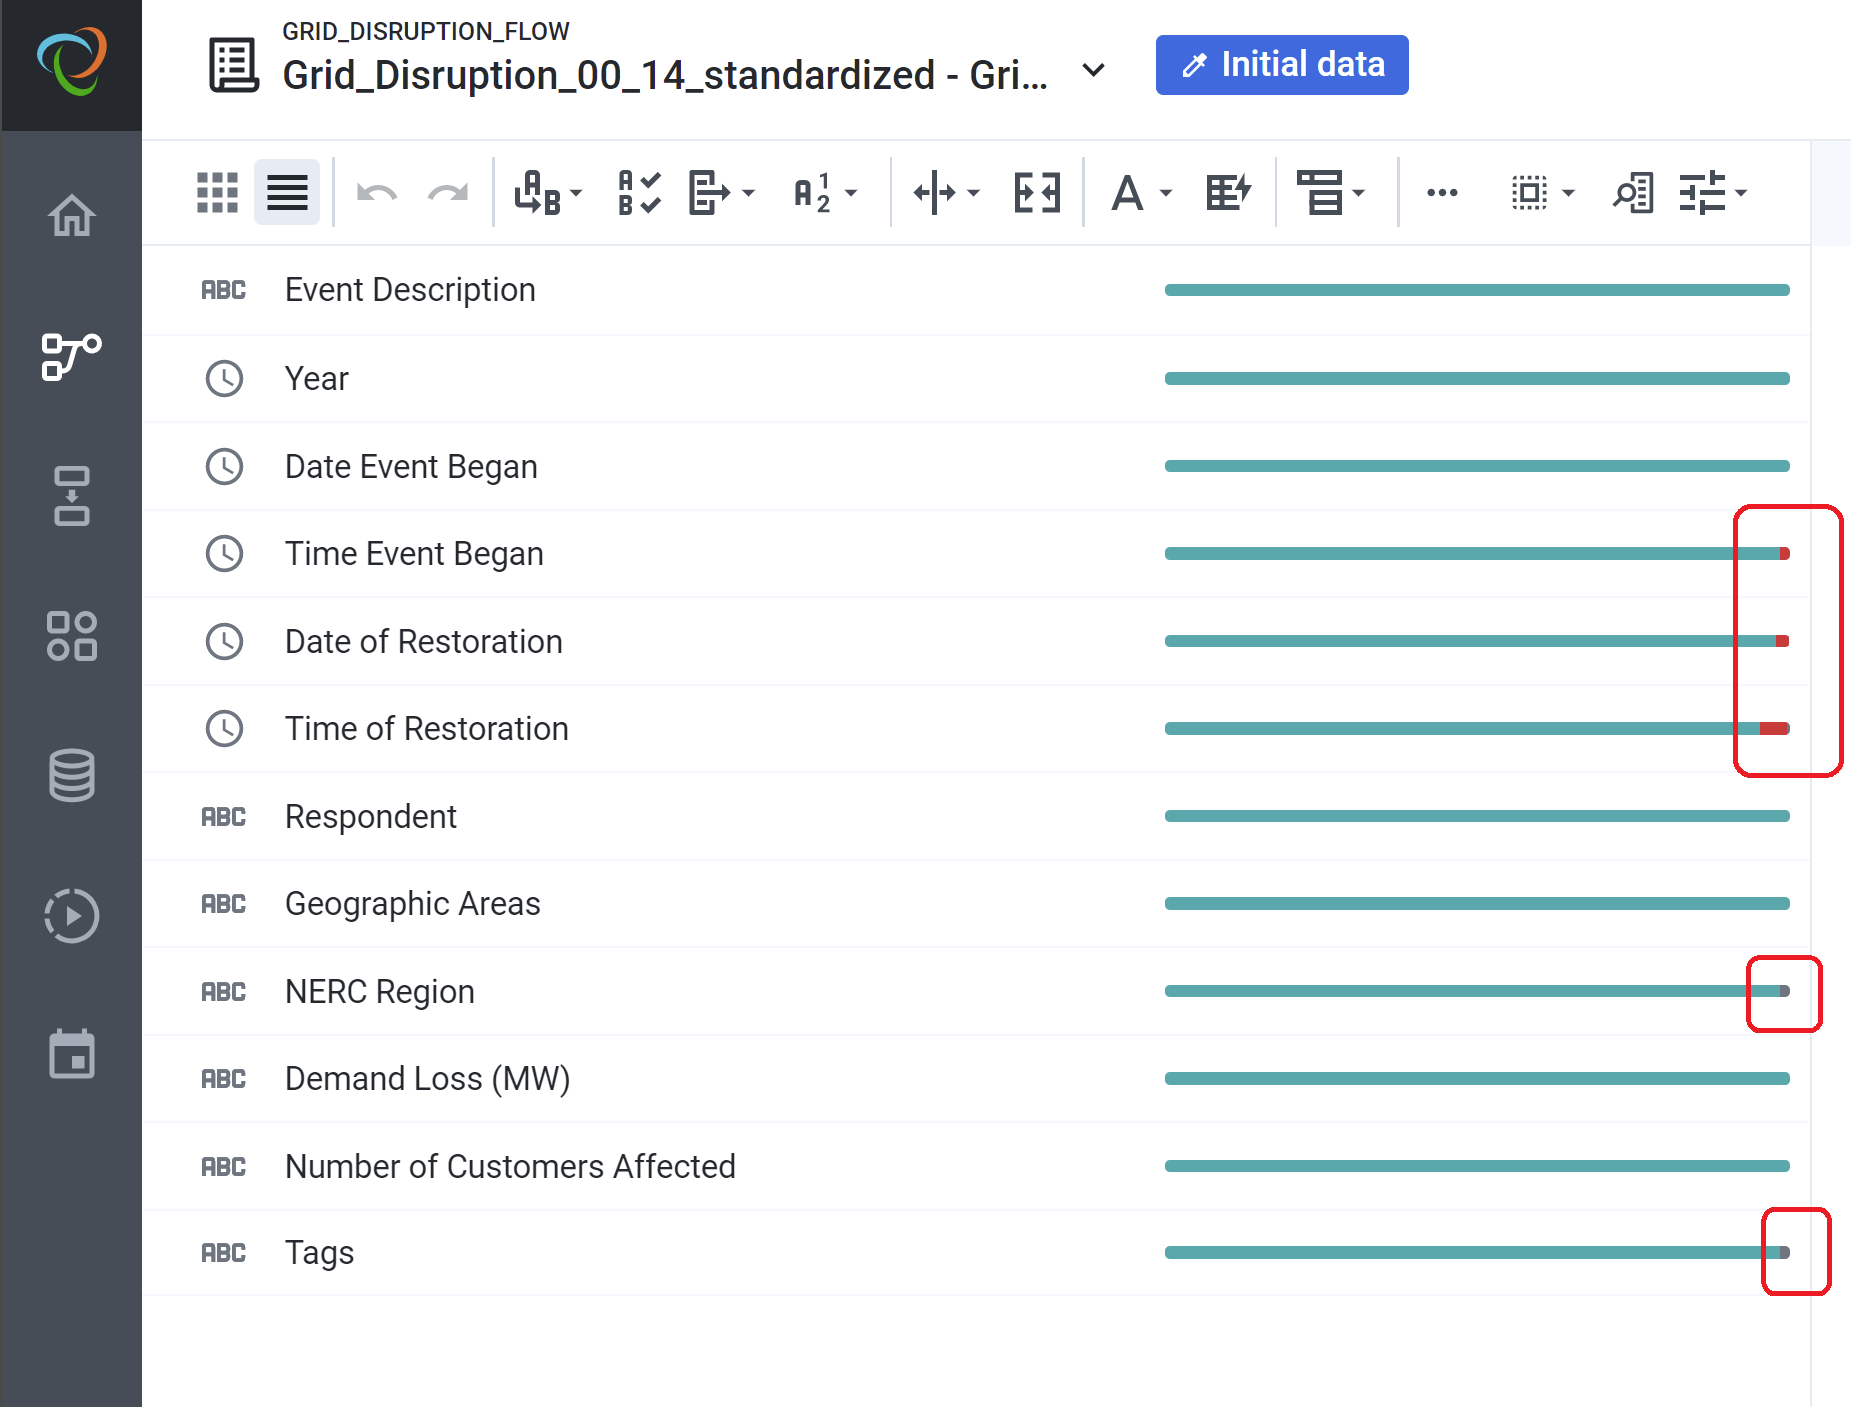 GRID_DISRUPTION_FLOW
Grid_Disruption_00_14_standardized - Gri...
Initial data
ABC Event Description
Year
Date Event Began
Time Event Began
Date of Restoration
Time of Restoration
ABC Respondent
ABC Geographic Areas
ABC NERC Region
ABC Demand Loss (MW)
ABC Number of Customers Affected
ABC Tags